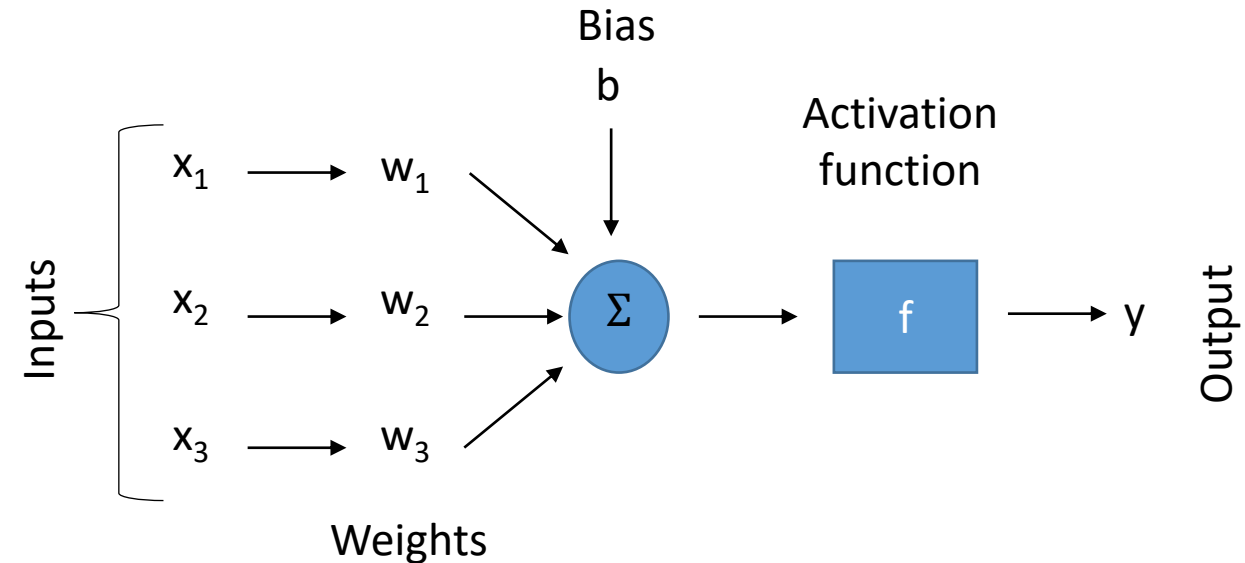 Bias
b
Activation
function
Inputs
x₁ w₁
x₂ w₂ Σ f y
x₃ w₃
Output
Weights